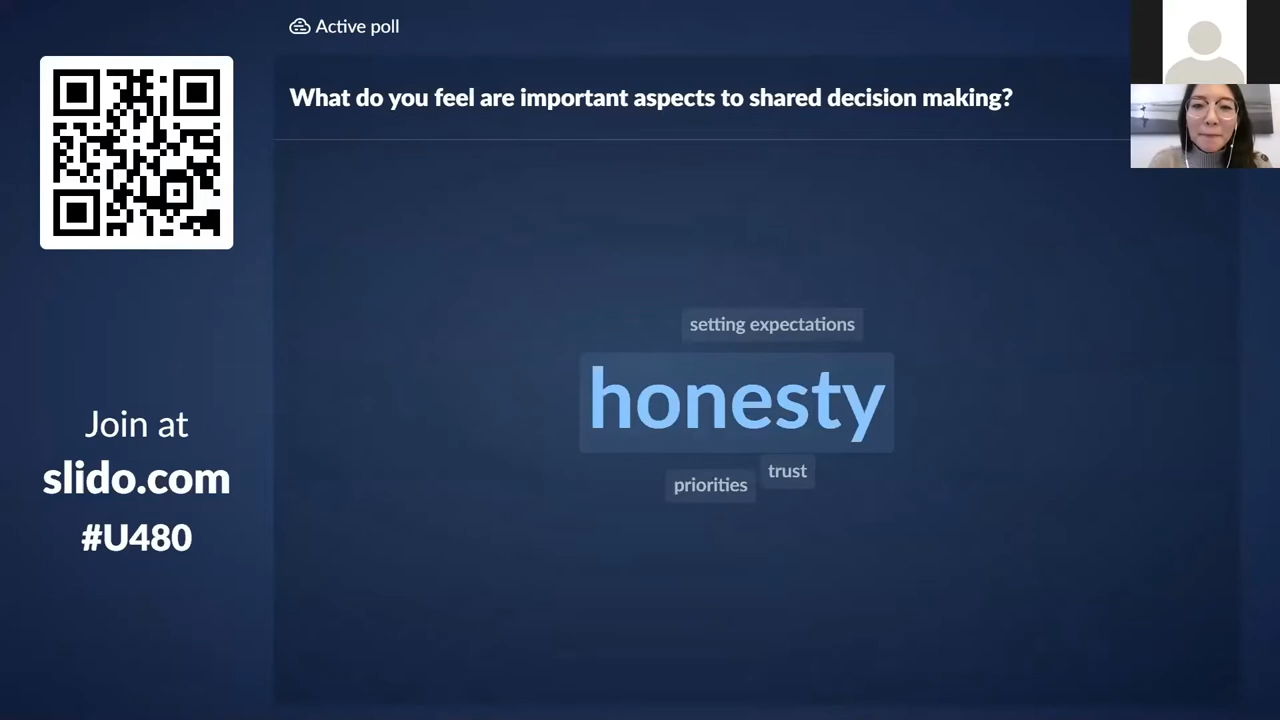 Active poll
What do you feel are important aspects to shared decision making?
setting expectations
honesty
trust
priorities
Join at
slido.com
#U480